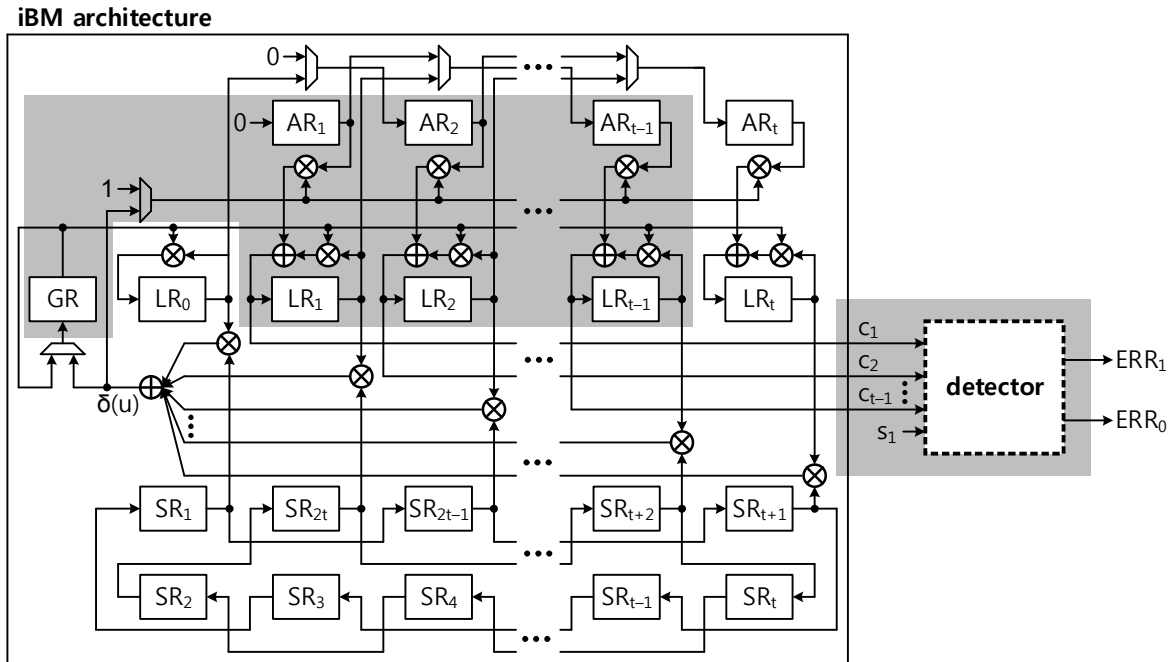 iBM architecture
0
0 AR₁ AR₂ ••• ARₜ₋₁ ARₜ
1
•••
GR LR₀ LR₁ LR₂ LRₜ₋₁ LRₜ
c₁
c₂
cₜ₋₁
s₁
detector
ERR₁
ERR₀
δ(u)
SR₁ SR₂ₜ SR₂ₜ₋₁ SRₜ₊₂ SRₜ₊₁
SR₂ SR₃ SR₄ SRₜ₋₁ SRₜ